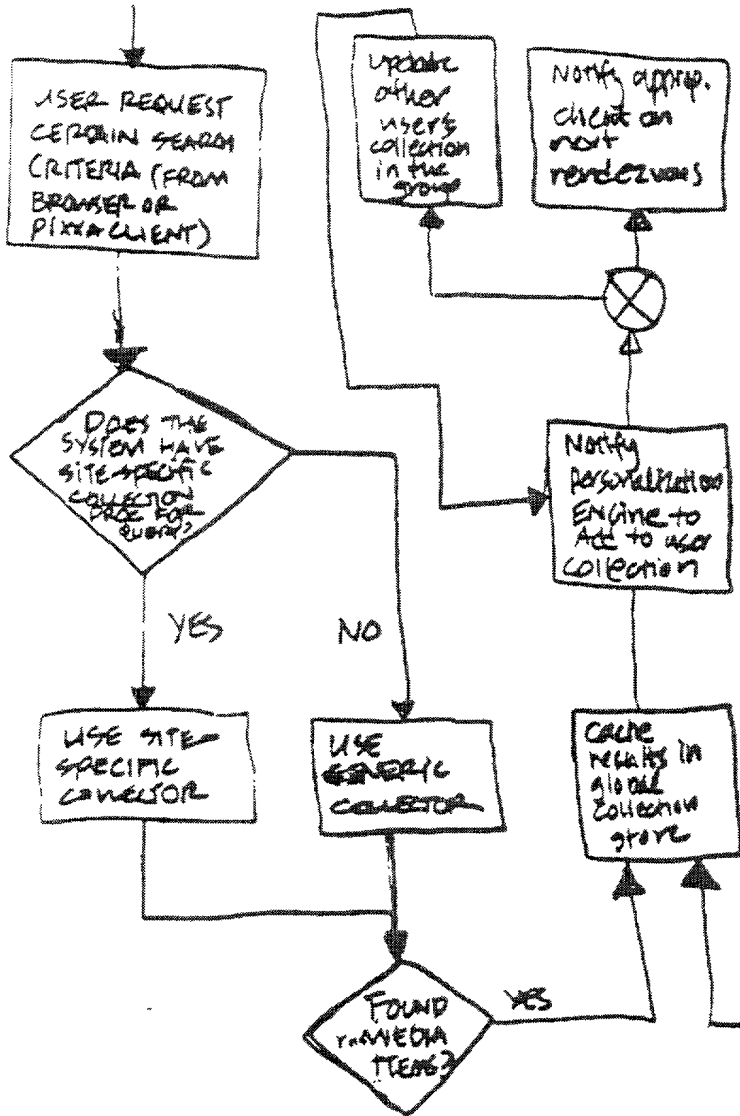 USER REQUEST
CERTAIN SEARCH
CRITERIA (FROM
BROWSER OR
PIXXA CLIENT)
DOES THE
SYSTEM HAVE
SITE-SPECIFIC
COLLECTION
PROC FOR
QUERY?
YES
NO
USE SITE-
SPECIFIC
COLLECTOR
USE
GENERIC
COLLECTOR
FOUND
MEDIA
ITEMS?
YES
update
other
users
collection
in the
group
Notify approp.
client on
next
rendezvous
Notify
personalization
ENGINE to
Add to user
collection
cache
results in
global
collection
store